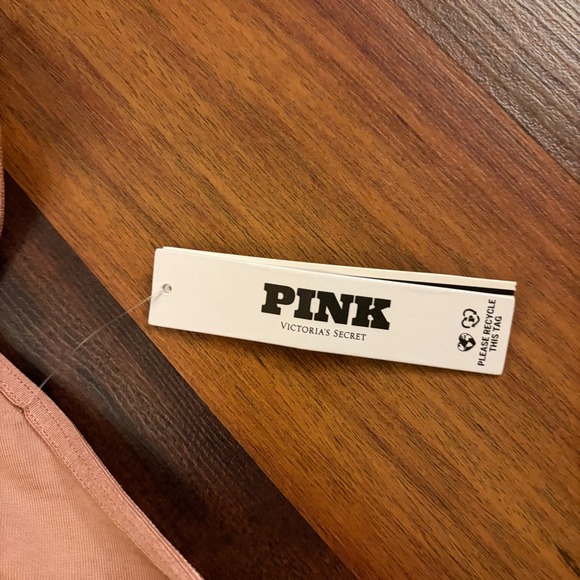 PINK
VICTORIA'S SECRET
PLEASE RECYCLE
THIS TAG